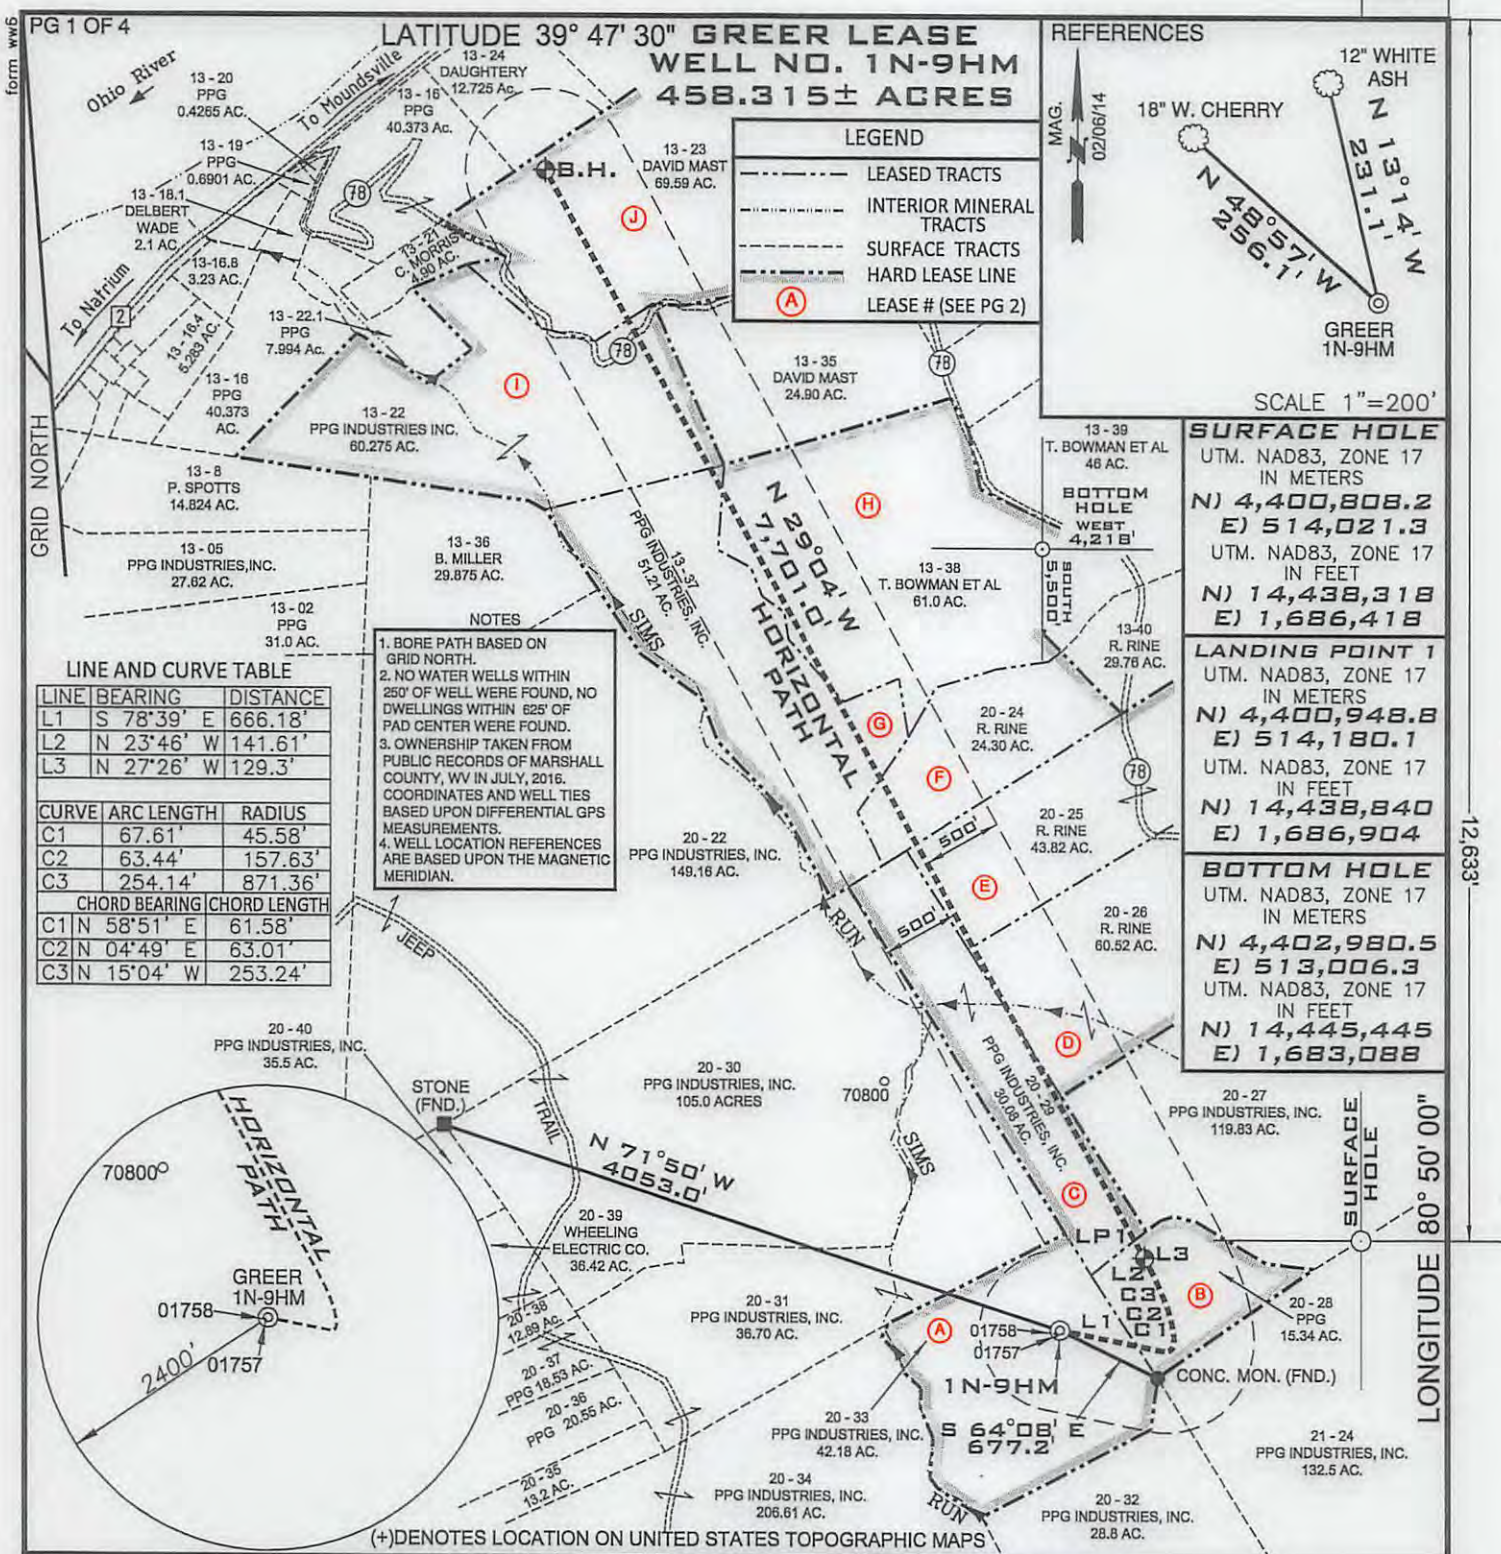 form ww6
PG 1 OF 4
LATITUDE 39° 47' 30"
GREER LEASE
WELL NO. 1N-9HM
458.315± ACRES
Ohio River
To Moundsville
To Natrium
2
78
GRID NORTH
13 - 20
PPG
0.4265 AC.
13 - 19
PPG
0.6901 AC.
13 - 18.1
DELBERT
WADE
2.1 AC.
13-16.8
3.23 AC.
13 - 16.4
5.283 AC.
13 - 16
PPG
40.373
AC.
13 - 24
DAUGHTERY
12.725 Ac.
13 - 16
PPG
40.373 Ac.
13 - 21
C. MORRIS
4.90 AC.
13 - 22.1
PPG
7.994 Ac.
13 - 22
PPG INDUSTRIES INC.
60.275 AC.
13 - 8
P. SPOTTS
14.824 AC.
13 - 05
PPG INDUSTRIES,INC.
27.62 AC.
13 - 02
PPG
31.0 AC.
B.H.
13 - 23
DAVID MAST
69.59 AC.
J
I
78
LEGEND
LEASED TRACTS
INTERIOR MINERAL
TRACTS
SURFACE TRACTS
HARD LEASE LINE
A
LEASE # (SEE PG 2)
REFERENCES
MAG.
02/06/14
12" WHITE
ASH
18" W. CHERRY
N 13°14' W
231.1'
N 48°57' W
256.1'
GREER
1N-9HM
SCALE 1"=200'
13 - 35
DAVID MAST
24.90 AC.
78
13 - 39
T. BOWMAN ET AL
46 AC.
BOTTOM
HOLE
WEST
4,218'
SOUTH
5,500'
H
13 - 38
T. BOWMAN ET AL
61.0 AC.
13 - 36
B. MILLER
29.875 AC.
13 - 37
PPG INDUSTRIES, INC.
51.21 AC.
N 29°04' W
7,701.0'
HORIZONTAL
PATH
SIMS
13-40
R. RINE
29.76 AC.
G
F
20 - 24
R. RINE
24.30 AC.
78
20 - 25
R. RINE
43.82 AC.
500'
E
20 - 26
R. RINE
60.52 AC.
500'
RUN
D
20 - 22
PPG INDUSTRIES, INC.
149.16 AC.
NOTES
1. BORE PATH BASED ON
GRID NORTH.
2. NO WATER WELLS WITHIN
250' OF WELL WERE FOUND, NO
DWELLINGS WITHIN 625' OF
PAD CENTER WERE FOUND.
3. OWNERSHIP TAKEN FROM
PUBLIC RECORDS OF MARSHALL
COUNTY, WV IN JULY, 2016.
COORDINATES AND WELL TIES
BASED UPON DIFFERENTIAL GPS
MEASUREMENTS.
4. WELL LOCATION REFERENCES
ARE BASED UPON THE MAGNETIC
MERIDIAN.
LINE AND CURVE TABLE
LINE BEARING DISTANCE
L1 S 78°39' E 666.18'
L2 N 23°46' W 141.61'
L3 N 27°26' W 129.3'
CURVE ARC LENGTH RADIUS
C1 67.61' 45.58'
C2 63.44' 157.63'
C3 254.14' 871.36'
CHORD BEARING CHORD LENGTH
C1 N 58°51' E 61.58'
C2 N 04°49' E 63.01'
C3 N 15°04' W 253.24'
SURFACE HOLE
UTM. NAD83, ZONE 17
IN METERS
N) 4,400,808.2
E) 514,021.3
UTM. NAD83, ZONE 17
IN FEET
N) 14,438,318
E) 1,686,418
LANDING POINT 1
UTM. NAD83, ZONE 17
IN METERS
N) 4,400,948.8
E) 514,180.1
UTM. NAD83, ZONE 17
IN FEET
N) 14,438,840
E) 1,686,904
BOTTOM HOLE
UTM. NAD83, ZONE 17
IN METERS
N) 4,402,980.5
E) 513,006.3
UTM. NAD83, ZONE 17
IN FEET
N) 14,445,445
E) 1,683,088
12,633'
JEEP
TRAIL
20 - 40
PPG INDUSTRIES, INC.
35.5 AC.
STONE
(FND.)
20 - 30
PPG INDUSTRIES, INC.
105.0 ACRES
70800
SIMS
PPG INDUSTRIES, INC.
20 - 29
30.08 AC.
20 - 27
PPG INDUSTRIES, INC.
119.83 AC.
SURFACE
HOLE
LONGITUDE 80° 50' 00"
N 71°50' W
4053.0'
HORIZONTAL
PATH
70800
GREER
1N-9HM
01758
01757
2400'
20 - 39
WHEELING
ELECTRIC CO.
36.42 AC.
20 - 38
12.89 AC.
20 - 37
PPG 18.53 AC.
20 - 36
PPG 20.55 AC.
20 - 35
13.2 AC.
20 - 31
PPG INDUSTRIES, INC.
36.70 AC.
C
LP1
L3
L2
C3
C2
C1
L1
B
20 - 28
PPG
15.34 AC.
A
01758
01757
1N-9HM
CONC. MON. (FND.)
S 64°08' E
677.2'
20 - 33
PPG INDUSTRIES, INC.
42.18 AC.
20 - 34
PPG INDUSTRIES, INC.
206.61 AC.
RUN
20 - 32
PPG INDUSTRIES, INC.
28.8 AC.
21 - 24
PPG INDUSTRIES, INC.
132.5 AC.
(+)DENOTES LOCATION ON UNITED STATES TOPOGRAPHIC MAPS